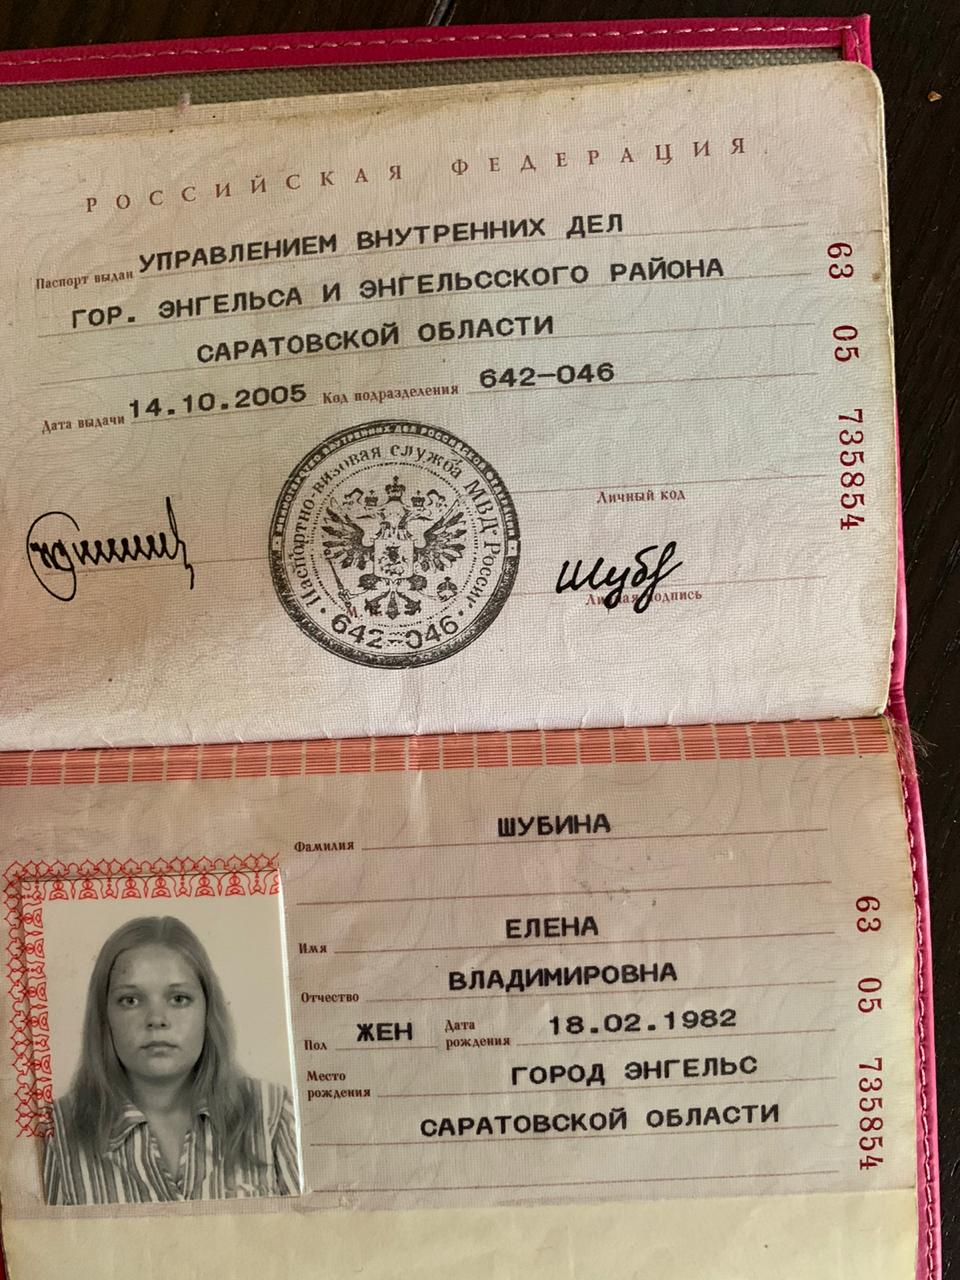 РОССИЙСКАЯ ФЕДЕРАЦИЯ
Паспорт выдан УПРАВЛЕНИЕМ ВНУТРЕННИХ ДЕЛ
ГОР. ЭНГЕЛЬСА И ЭНГЕЛЬССКОГО РАЙОНА
САРАТОВСКОЙ ОБЛАСТИ
Дата выдачи 14.10.2005 Код подразделения 642-046
63 05 735854
Паспортно-визовая служба МВД России
642-046
М.
Личный код
Шуб
Личная подпись
Фамилия ШУБИНА
Имя ЕЛЕНА
Отчество ВЛАДИМИРОВНА
Пол ЖЕН Дата рождения 18.02.1982
Место рождения ГОРОД ЭНГЕЛЬС
САРАТОВСКОЙ ОБЛАСТИ
63 05 735854